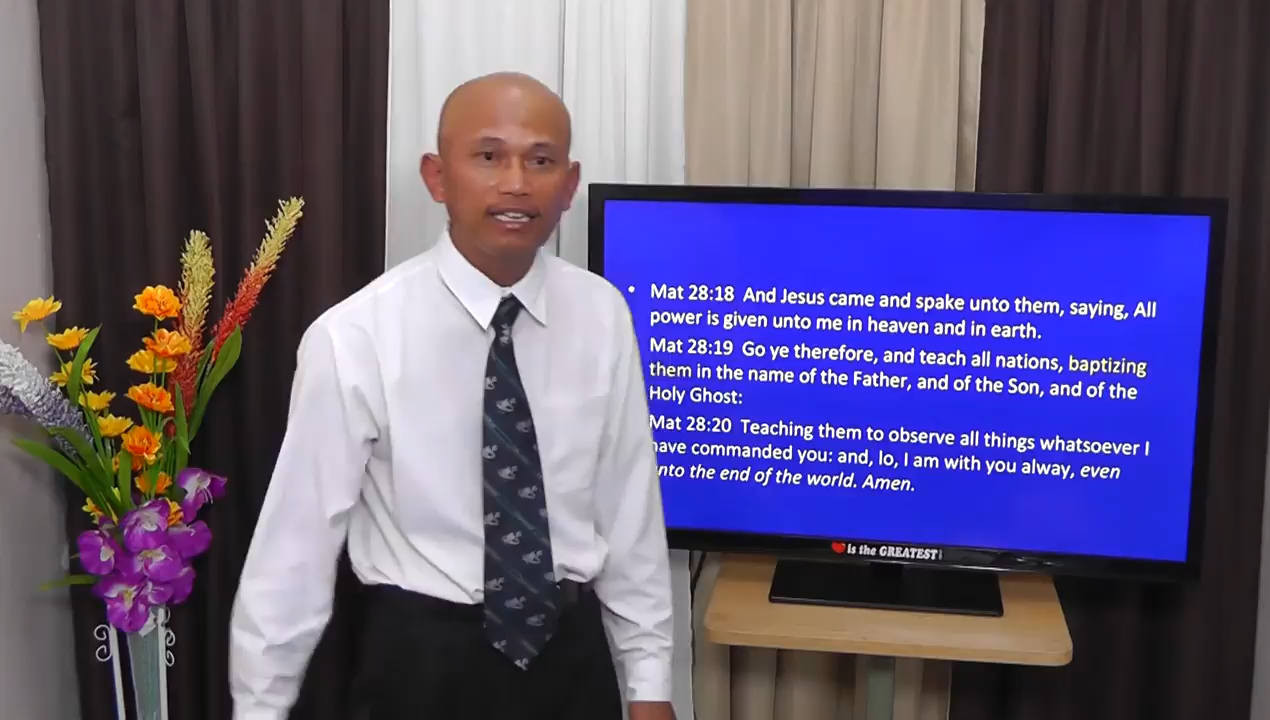 • Mat 28:18 And Jesus came and spake unto them, saying, All
power is given unto me in heaven and in earth.
Mat 28:19 Go ye therefore, and teach all nations, baptizing
them in the name of the Father, and of the Son, and of the
Holy Ghost:
Mat 28:20 Teaching them to observe all things whatsoever I
have commanded you: and, lo, I am with you alway, even
unto the end of the world. Amen.
❤ is the GREATEST!